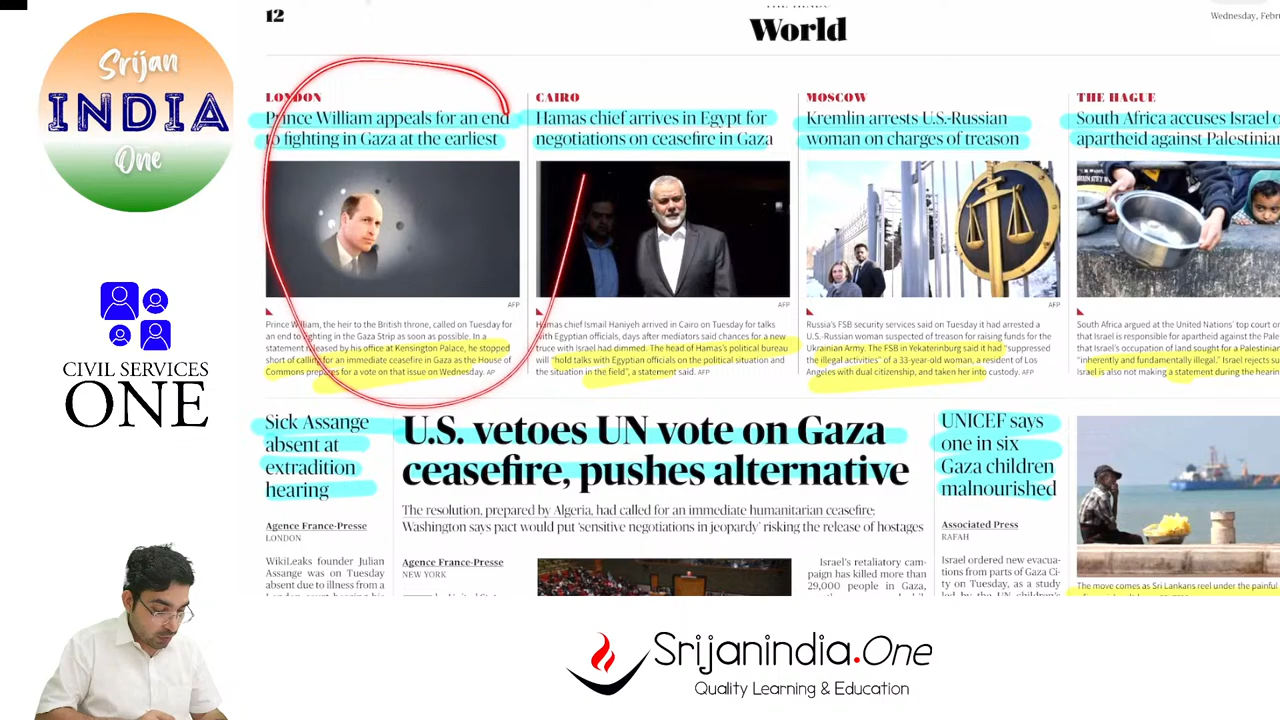 Srijan
INDIA
One
CIVIL SERVICES
ONE
12
World
Wednesday,
LONDON
Prince William appeals for an end
to fighting in Gaza at the earliest
AFP
Prince William, the heir to the British throne, called on Tuesday for
an end to fighting in the Gaza Strip as soon as possible. In a
statement released by his office at Kensington Palace, he stopped
short of calling for an immediate ceasefire in Gaza as the House of
Commons prepares for a vote on that issue on Wednesday. AP
CAIRO
Hamas chief arrives in Egypt for
negotiations on ceasefire in Gaza
AFP
Hamas chief Ismail Haniyeh arrived in Cairo on Tuesday for talks
with Egyptian officials, days after mediators said chances for a new
truce with Israel had dimmed. The head of Hamas's political bureau
will "hold talks with Egyptian officials on the political situation and
the situation in the field", a statement said. AFP
MOSCOW
Kremlin arrests U.S.-Russian
woman on charges of treason
AFP
Russia's FSB security services said on Tuesday it had arrested a
U.S.-Russian woman suspected of treason for raising funds for the
Ukrainian Army. The FSB in Yekaterinburg said it had "suppressed
the illegal activities" of a 33-year-old woman, a resident of Los
Angeles with dual citizenship, and taken her into custody. AFP
THE HAGUE
South Africa accuses Israel
apartheid against Palestinian
South Africa argued at the United Nations' top court on
that Israel is responsible for apartheid against the
that Israel's occupation of land sought for a Palestinian
"inherently and fundamentally illegal." Israel rejects
Israel is also not making a statement during the
Sick Assange
absent at
extradition
hearing
Agence France-Presse
LONDON
WikiLeaks founder Julian
Assange was on Tuesday
absent due to illness from a
U.S. vetoes UN vote on Gaza
ceasefire, pushes alternative
The resolution, prepared by Algeria, had called for an immediate humanitarian ceasefire;
Washington says pact would put 'sensitive negotiations in jeopardy' risking the release of hostages
Agence France-Presse
NEW YORK
Israel's retaliatory cam-
paign has killed more than
29,000 people in Gaza,
UNICEF says
one in six
Gaza children
malnourished
Associated Press
RAFAH
Israel ordered new evacua-
tions from parts of Gaza Ci-
ty on Tuesday, as a study
led by the UN children's
The move comes as Sri Lankans reel under the painful
Srijanindia.One
Quality Learning & Education